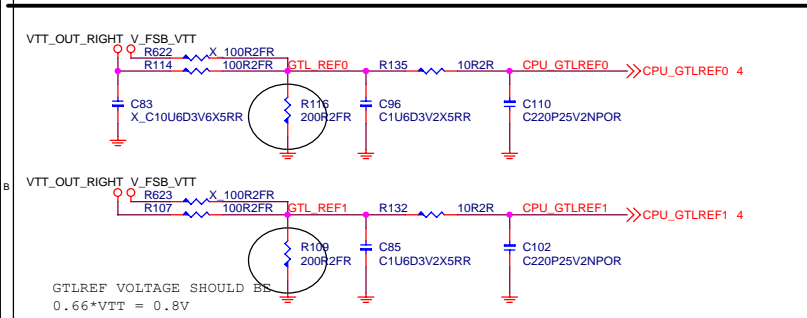 VTT_OUT_RIGHT V_FSB_VTT
R622 X_100R2FR
R114 100R2FR GTL_REF0 R135 10R2R CPU_GTLREF0 CPU_GTLREF0 4
C83
X_C10U6D3V6X5RR
R116
200R2FR
C96
C1U6D3V2X5RR
C110
C220P25V2NPOR
B
VTT_OUT_RIGHT V_FSB_VTT
R623 X_100R2FR
R107 100R2FR GTL_REF1 R132 10R2R CPU_GTLREF1 CPU_GTLREF1 4
R109
200R2FR
C85
C1U6D3V2X5RR
C102
C220P25V2NPOR
GTLREF VOLTAGE SHOULD BE
0.66*VTT = 0.8V